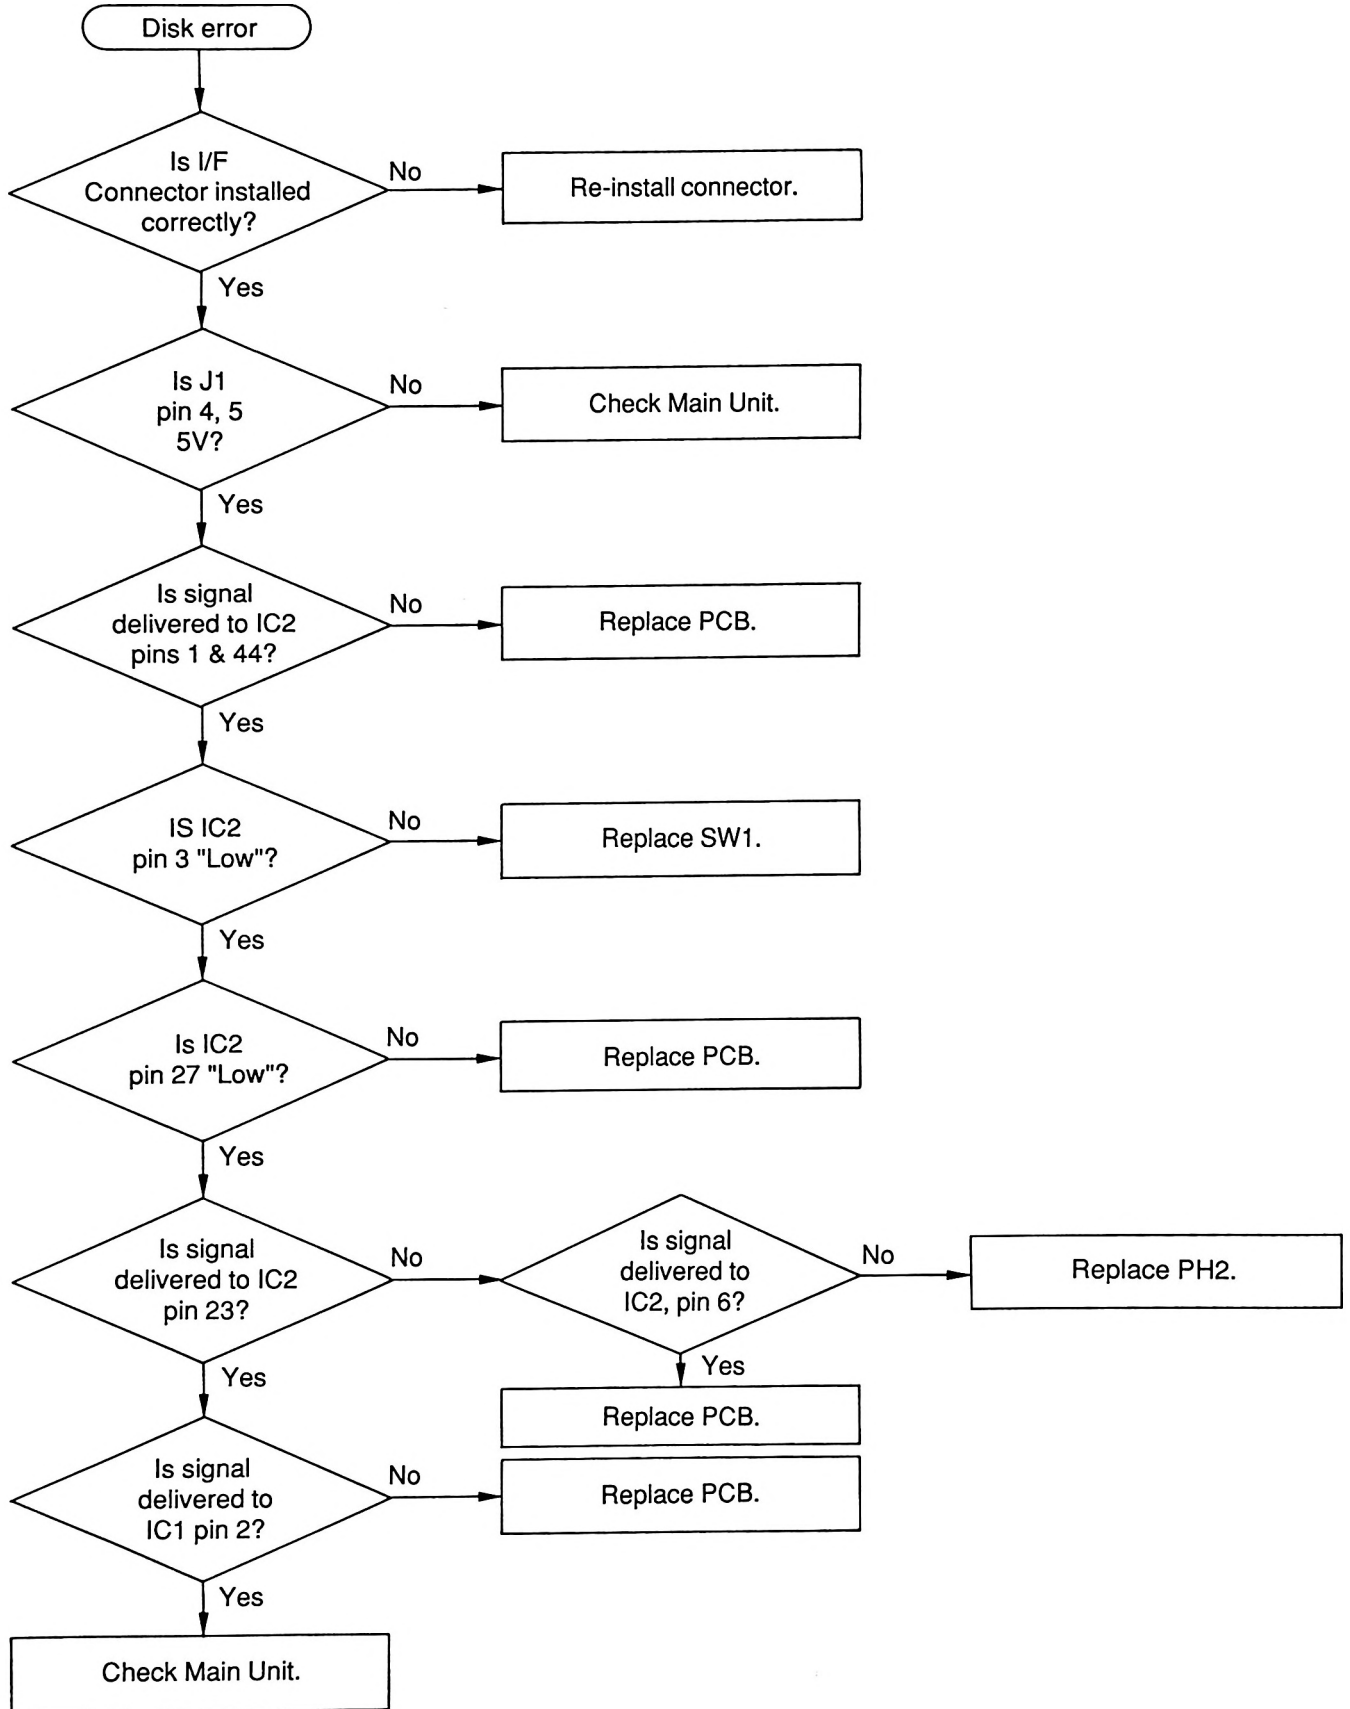 Disk error
Is I/F
Connector installed
correctly?
No
Re-install connector.
Yes
Is J1
pin 4, 5
5V?
No
Check Main Unit.
Yes
Is signal
delivered to IC2
pins 1 & 44?
No
Replace PCB.
Yes
IS IC2
pin 3 "Low"?
No
Replace SW1.
Yes
Is IC2
pin 27 "Low"?
No
Replace PCB.
Yes
Is signal
delivered to IC2
pin 23?
No
Is signal
delivered to
IC2, pin 6?
No
Replace PH2.
Yes
Replace PCB.
Yes
Is signal
delivered to
IC1 pin 2?
No
Replace PCB.
Yes
Check Main Unit.